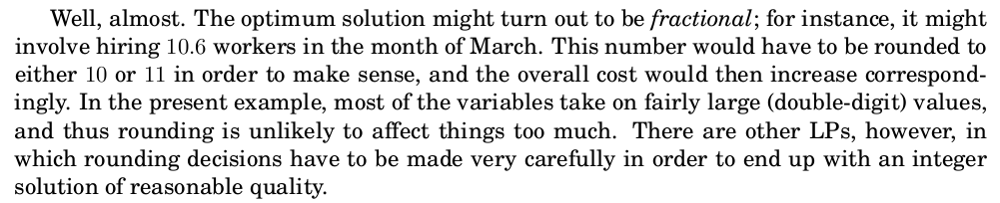 Well, almost. The optimum solution might turn out to be fractional; for instance, it might
involve hiring 10.6 workers in the month of March. This number would have to be rounded to
either 10 or 11 in order to make sense, and the overall cost would then increase correspond-
ingly. In the present example, most of the variables take on fairly large (double-digit) values,
and thus rounding is unlikely to affect things too much. There are other LPs, however, in
which rounding decisions have to be made very carefully in order to end up with an integer
solution of reasonable quality.